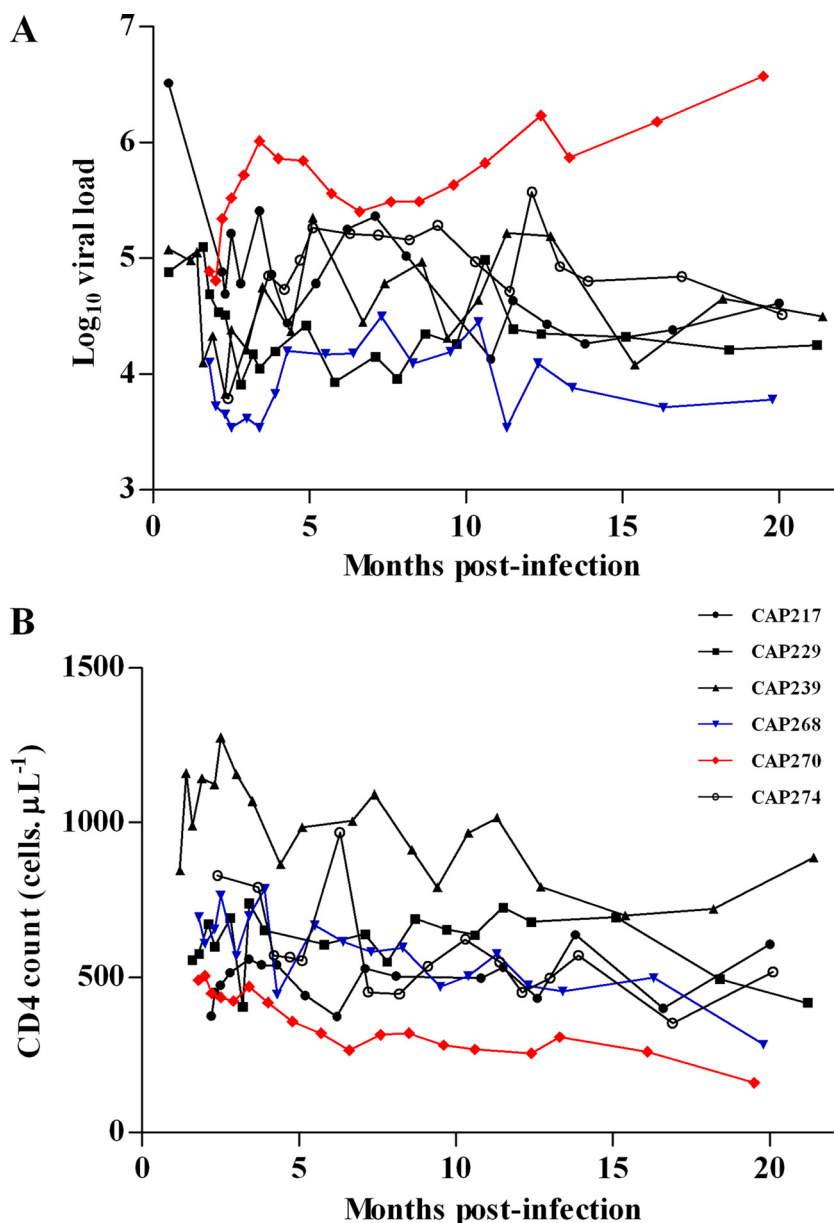 A
7
6
5
4
3
Log10 viral load
0 5 10 15 20
Months post-infection
B
CAP217
CAP229
CAP239
CAP268
CAP270
CAP274
1500
1000
500
0
CD4 count (cells. µL-1)
0 5 10 15 20
Months post-infection